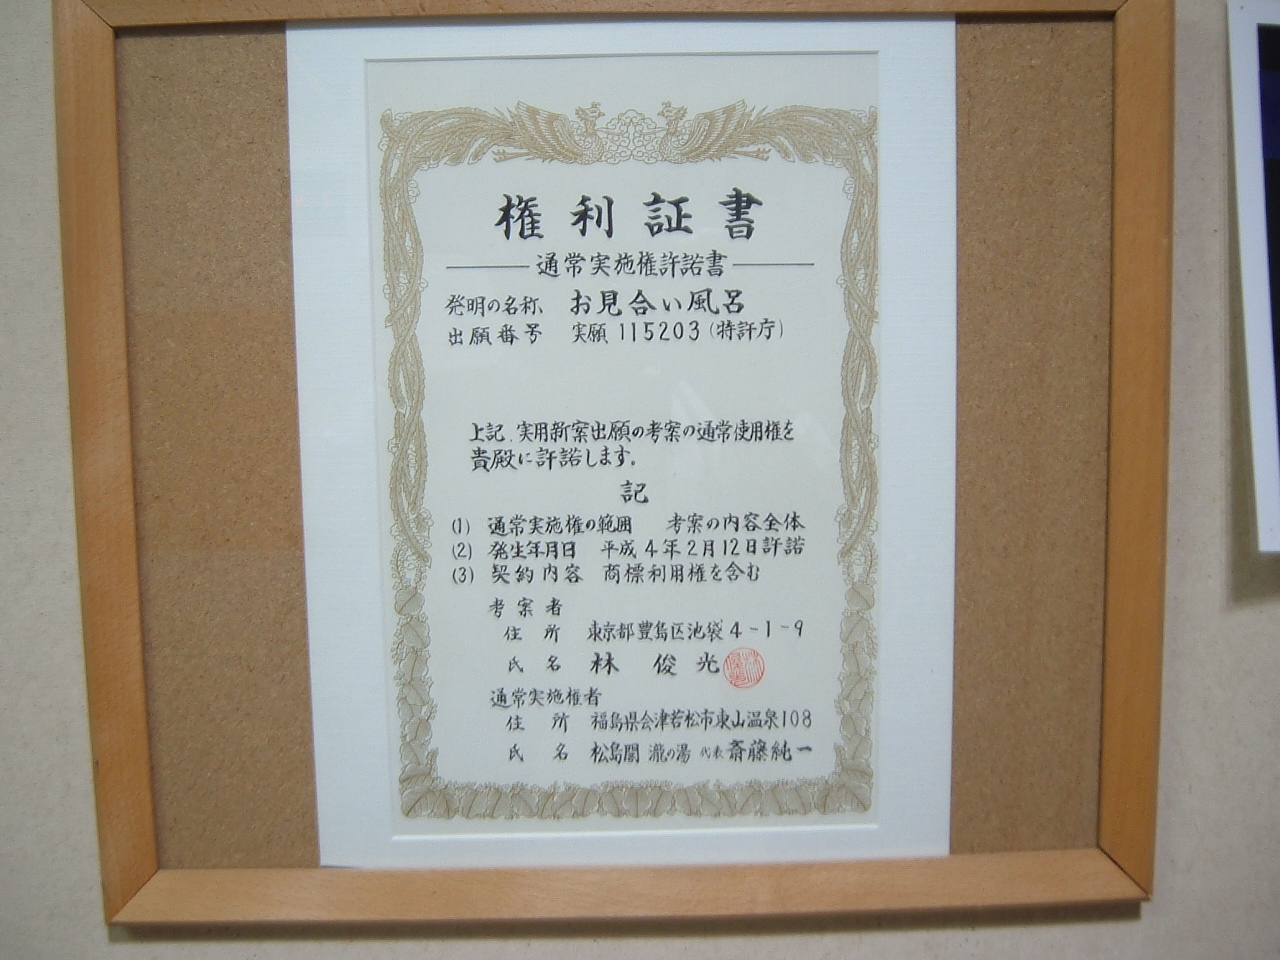 権利証書
通常実施権許諾書
発明の名称、 お見合い風呂
出願番号 実願 115203 (特許庁)
上記、実用新案出願の考案の通常使用権を
貴殿に許諾します。
記
(1) 通常実施権の範囲 考案の内容全体
(2) 発生年月日 平成4年2月12日許諾
(3) 契約内容 商標利用権を含む
考案者
住所 東京都豊島区池袋4-1-9
氏名 林 俊光
通常実施権者
住所 福島県会津若松市東山温泉108
氏名 松島閣 瀧の湯 代表 斎藤純一